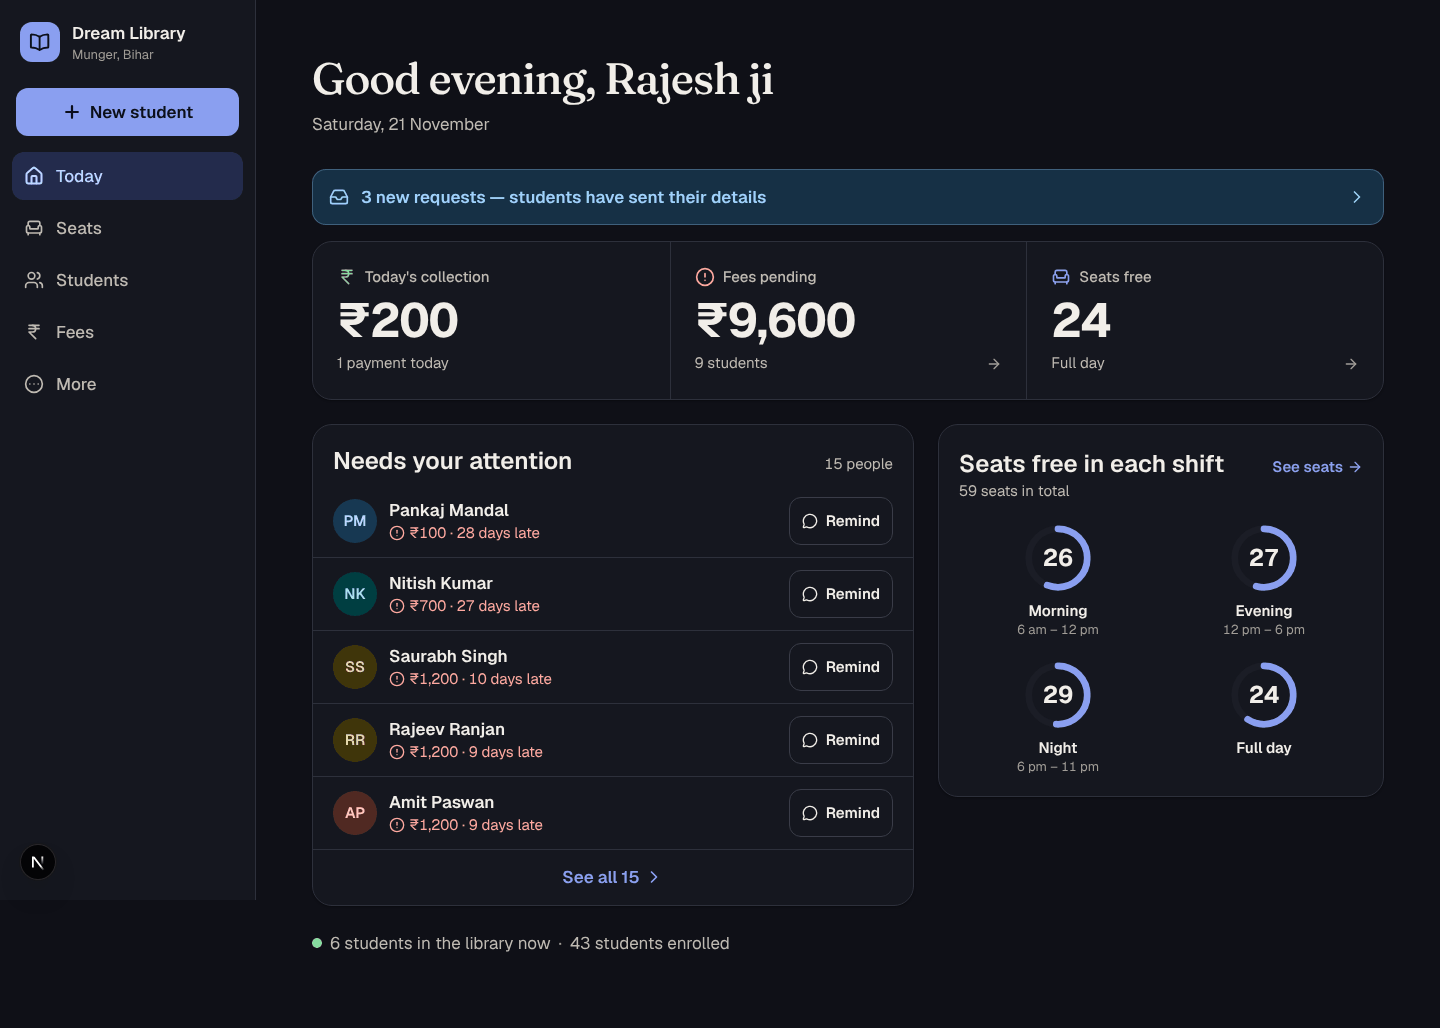 Dream Library
Munger, Bihar
+ New student
Today
Seats
Students
₹ Fees
More
N
Good evening, Rajesh ji
Saturday, 21 November
3 new requests — students have sent their details
₹ Today's collection
₹200
1 payment today
Fees pending
₹9,600
9 students
Seats free
24
Full day
Needs your attention
15 people
PM
Pankaj Mandal
₹100 · 28 days late
Remind
NK
Nitish Kumar
₹700 · 27 days late
Remind
SS
Saurabh Singh
₹1,200 · 10 days late
Remind
RR
Rajeev Ranjan
₹1,200 · 9 days late
Remind
AP
Amit Paswan
₹1,200 · 9 days late
Remind
See all 15
Seats free in each shift
See seats
59 seats in total
26
Morning
6 am – 12 pm
27
Evening
12 pm – 6 pm
29
Night
6 pm – 11 pm
24
Full day
6 students in the library now · 43 students enrolled